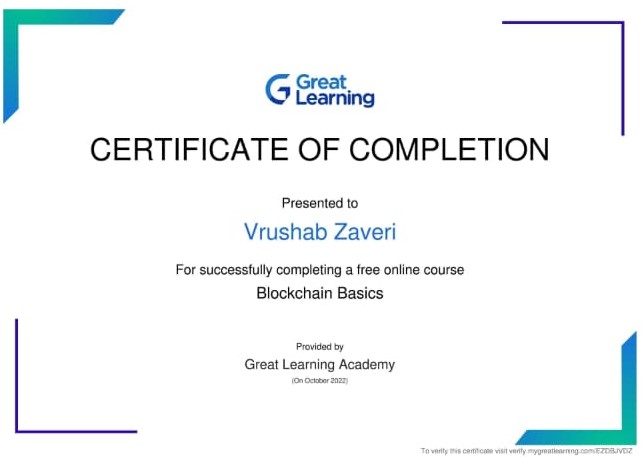 Great
Learning
CERTIFICATE OF COMPLETION
Presented to
Vrushab Zaveri
For successfully completing a free online course
Blockchain Basics
Provided by
Great Learning Academy
(On October 2022)
To verify this certificate visit verify.mygreatlearning.com/EZDBJVDZ